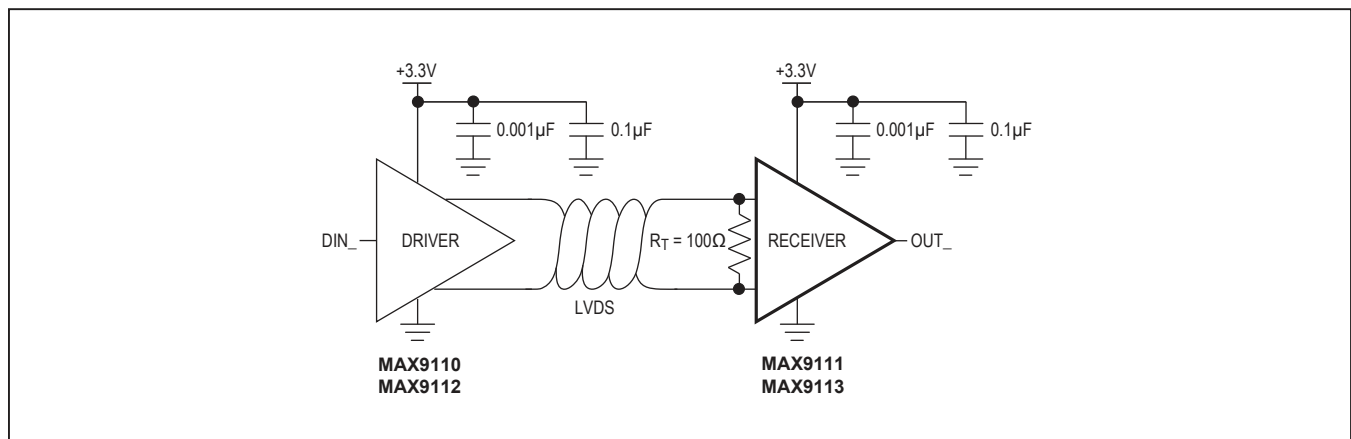 +3.3V
+3.3V
0.001µF
0.1µF
0.001µF
0.1µF
DIN_
DRIVER
RT = 100Ω
RECEIVER
OUT_
LVDS
MAX9110
MAX9112
MAX9111
MAX9113